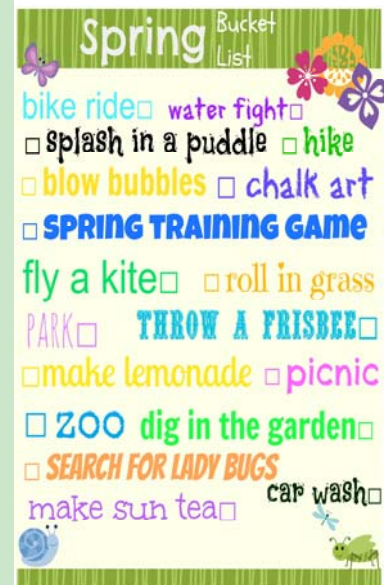 Spring Bucket List
bike ride□ water fight□
□ splash in a puddle □ hike
□ blow bubbles □ chalk art
□ SPRING TRAINING GAME
fly a kite□ □ roll in grass
PARK□ THROW A FRISBEE□
□make lemonade □picnic
□ ZOO dig in the garden□
□ SEARCH FOR LADY BUGS
car wash□
make sun tea□